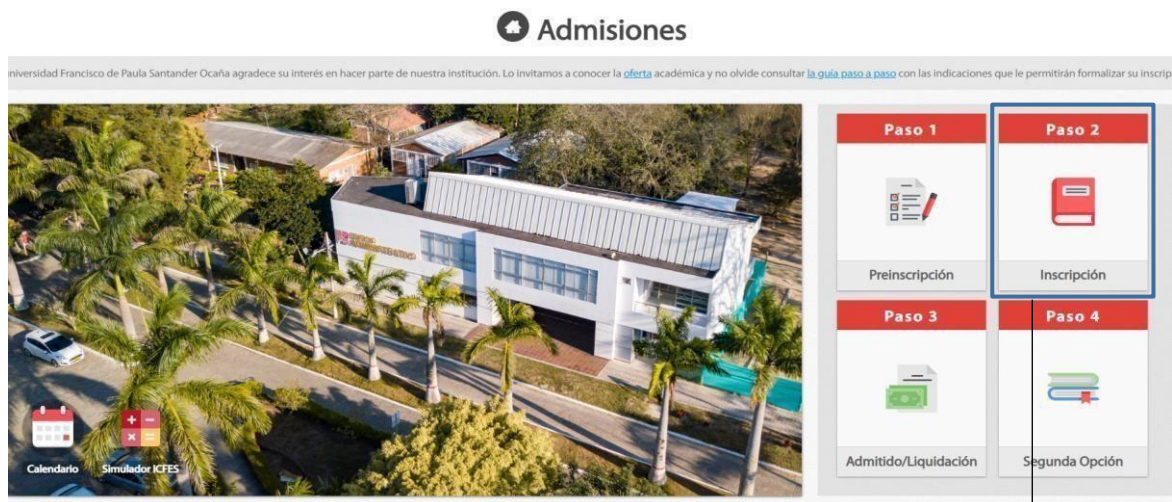 Admisiones
niversidad Francisco de Paula Santander Ocaña agradece su interés en hacer parte de nuestra institución. Lo invitamos a conocer la oferta académica y no olvide consultar la guía paso a paso con las indicaciones que le permitirán formalizar su inscrip
Paso 1
Paso 2
Preinscripción
Inscripción
Paso 3
Paso 4
Admitido/Liquidación
Segunda Opción
Calendario
Simulador ICFES